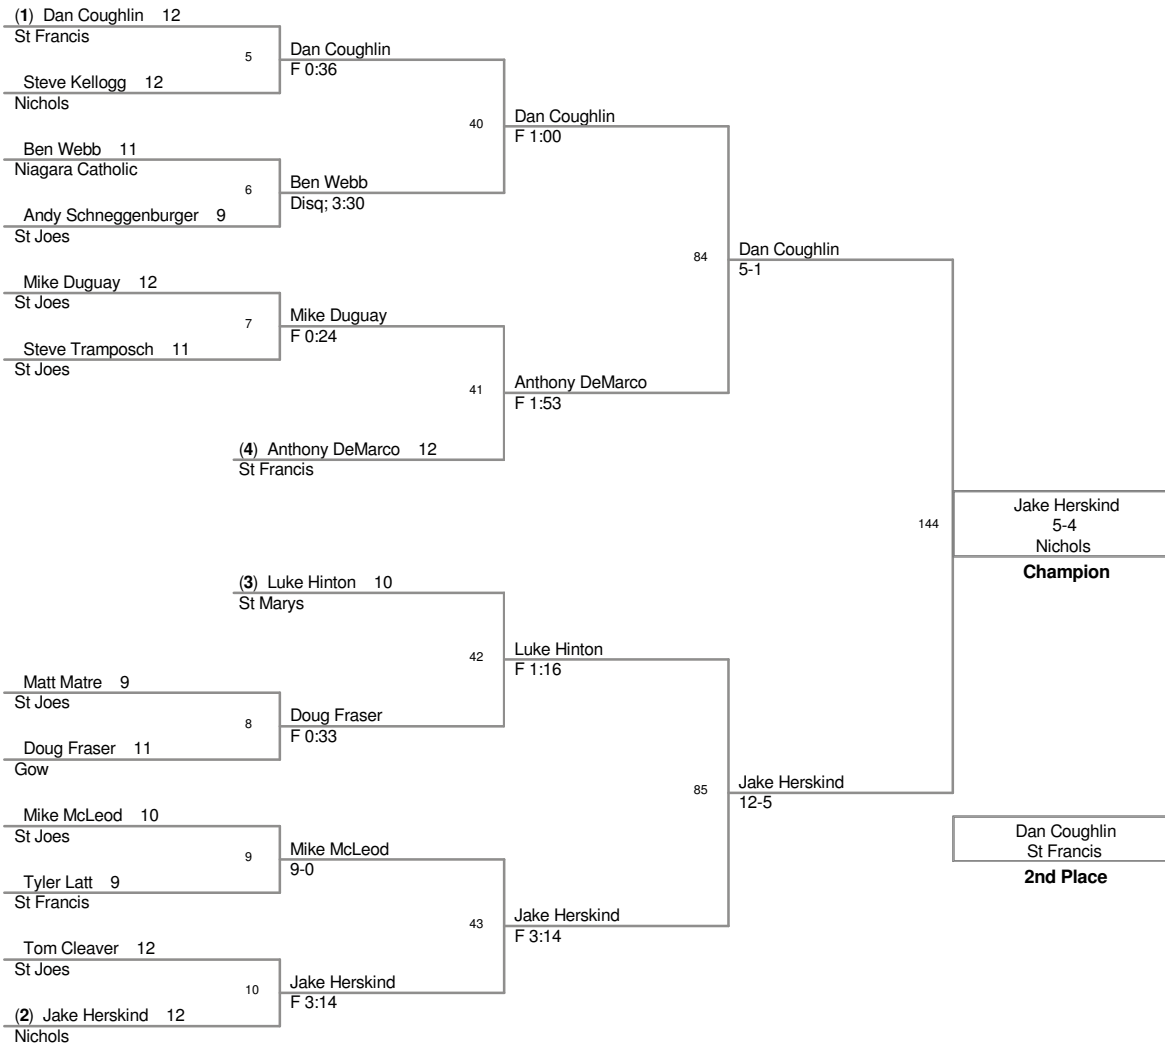 (1) Dan Coughlin 12
St Francis
5
Dan Coughlin
F 0:36
Steve Kellogg 12
Nichols
40
Dan Coughlin
F 1:00
Ben Webb 11
Niagara Catholic
6
Ben Webb
Disq; 3:30
Andy Schneggenburger 9
St Joes
84
Dan Coughlin
5-1
Mike Duguay 12
St Joes
7
Mike Duguay
F 0:24
Steve Tramposch 11
St Joes
41
Anthony DeMarco
F 1:53
(4) Anthony DeMarco 12
St Francis
144
Jake Herskind
5-4
Nichols
Champion
(3) Luke Hinton 10
St Marys
42
Luke Hinton
F 1:16
Matt Matre 9
St Joes
8
Doug Fraser
F 0:33
Doug Fraser 11
Gow
85
Jake Herskind
12-5
Mike McLeod 10
St Joes
9
Mike McLeod
9-0
Tyler Latt 9
St Francis
43
Jake Herskind
F 3:14
Tom Cleaver 12
St Joes
10
Jake Herskind
F 3:14
(2) Jake Herskind 12
Nichols
Dan Coughlin
St Francis
2nd Place